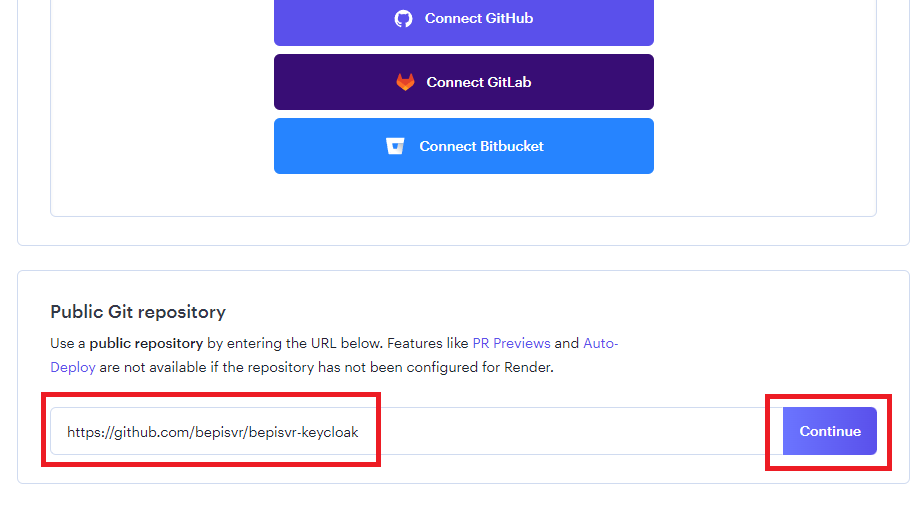 Connect GitHub
Connect GitLab
Connect Bitbucket
Public Git repository
Use a public repository by entering the URL below. Features like PR Previews and Auto-
Deploy are not available if the repository has not been configured for Render.
https://github.com/bepisvr/bepisvr-keycloak
Continue